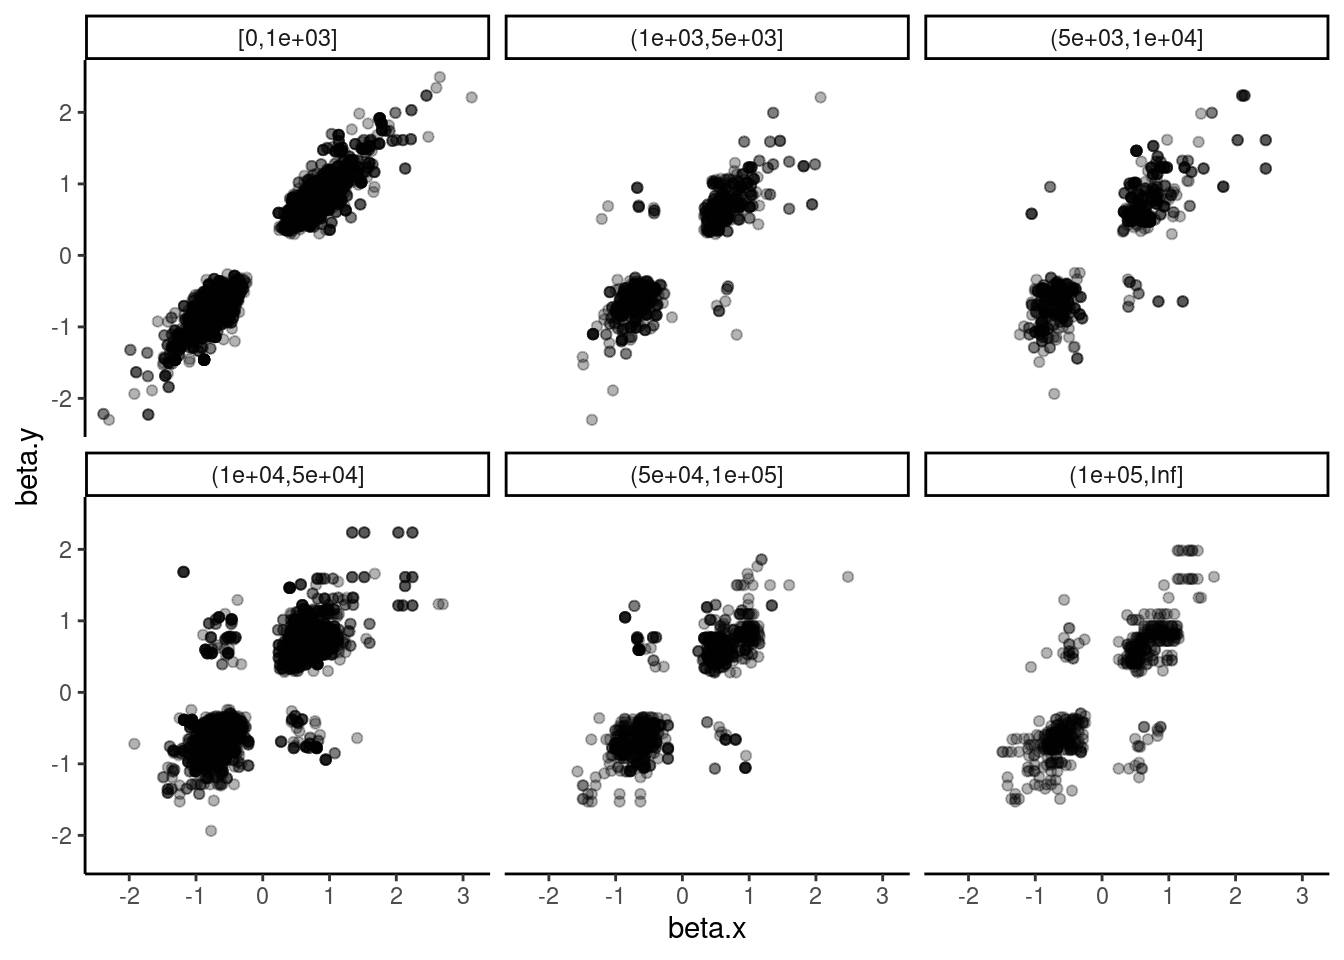 [0,1e+03]
(1e+03,5e+03]
(5e+03,1e+04]
2
1
0
-1
-2
beta.y
(1e+04,5e+04]
(5e+04,1e+05]
(1e+05,Inf]
2
1
0
-1
-2
-2 -1 0 1 2 3
-2 -1 0 1 2 3
-2 -1 0 1 2 3
beta.x